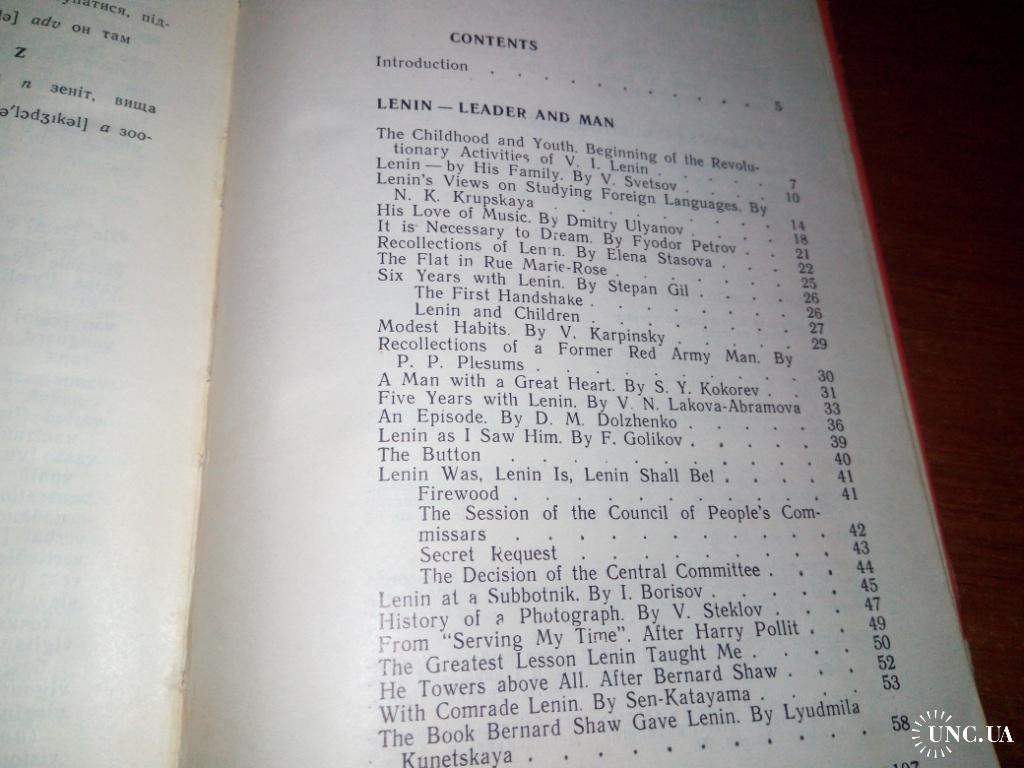 під-
adv он там
Z
n зеніт, вища
a зоо-
CONTENTS
Introduction . . . . . . . . . 5
LENIN — LEADER AND MAN
The Childhood and Youth. Beginning of the Revolu-
tionary Activities of V. I. Lenin . . . . . 7
Lenin — by His Family. By V. Svetsov . . . . 10
Lenin's Views on Studying Foreign Languages. By
N. K. Krupskaya . . . . . . . . 14
His Love of Music. By Dmitry Ulyanov . . . . 18
It is Necessary to Dream. By Fyodor Petrov . . 21
Recollections of Lenin. By Elena Stasova . . . 22
The Flat in Rue Marie-Rose . . . . . . 25
Six Years with Lenin. By Stepan Gil . . . . 26
The First Handshake . . . . . . . 26
Lenin and Children . . . . . . . 27
Modest Habits. By V. Karpinsky . . . . . 29
Recollections of a Former Red Army Man. By
P. P. Plesums . . . . . . . . . 30
A Man with a Great Heart. By S. Y. Kokorev . . 31
Five Years with Lenin. By V. N. Lakova-Abramova 33
An Episode. By D. M. Dolzhenko . . . . . 36
Lenin as I Saw Him. By F. Golikov . . . . . 39
The Button . . . . . . . . . . 40
Lenin Was, Lenin Is, Lenin Shall Be! . . . . 41
Firewood . . . . . . . . . . 41
The Session of the Council of People's Com-
missars . . . . . . . . . . 42
Secret Request . . . . . . . . 43
The Decision of the Central Committee . . . 44
Lenin at a Subbotnik. By I. Borisov . . . . 45
History of a Photograph. By V. Steklov . . . 47
From “Serving My Time”. After Harry Pollit . . 49
The Greatest Lesson Lenin Taught Me . . . . 50
He Towers above All. After Bernard Shaw . . . 52
With Comrade Lenin. By Sen-Katayama . . . . 53
The Book Bernard Shaw Gave Lenin. By Lyudmila
Kunetskaya . . . . . . . . . 58
UNC.UA